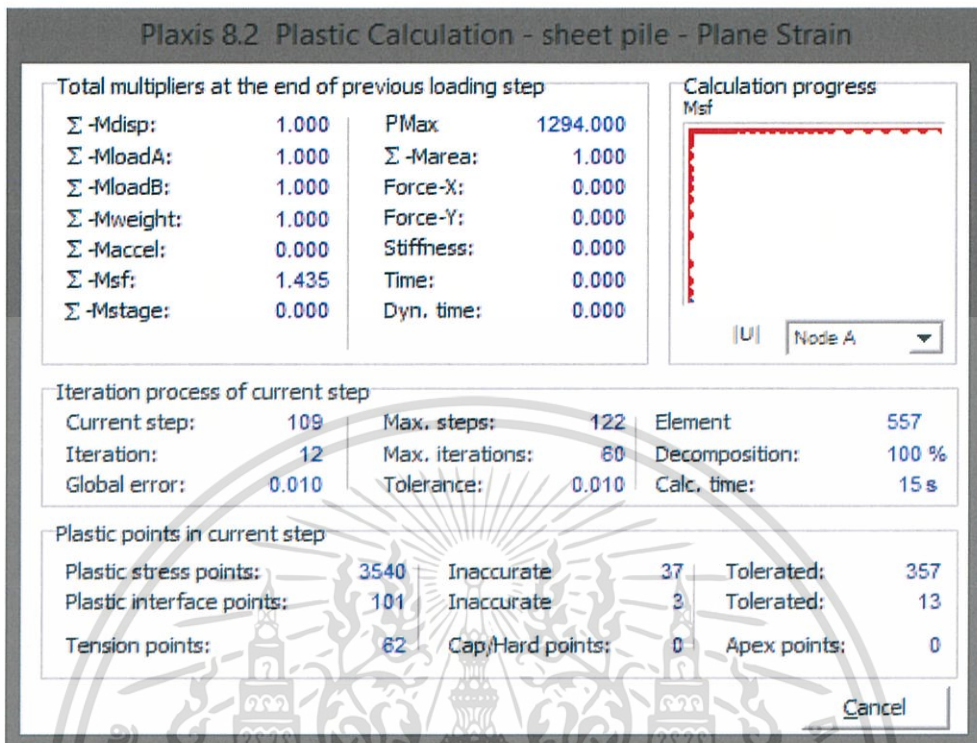 Plaxis 8.2 Plastic Calculation - sheet pile - Plane Strain
Total multipliers at the end of previous loading step
Σ -Mdisp: 1.000 PMax 1294.000
Σ -MloadA: 1.000 Σ -Marea: 1.000
Σ -MloadB: 1.000 Force-X: 0.000
Σ -Mweight: 1.000 Force-Y: 0.000
Σ -Maccel: 0.000 Stiffness: 0.000
Σ -Msf: 1.435 Time: 0.000
Σ -Mstage: 0.000 Dyn. time: 0.000
Calculation progress
Msf
|U| Node A
Iteration process of current step
Current step: 109 Max. steps: 122 Element 557
Iteration: 12 Max. iterations: 60 Decomposition: 100 %
Global error: 0.010 Tolerance: 0.010 Calc. time: 15 s
Plastic points in current step
Plastic stress points: 3540 Inaccurate 37 Tolerated: 357
Plastic interface points: 101 Inaccurate 3 Tolerated: 13
Tension points: 62 Cap/Hard points: 0 Apex points: 0
Cancel